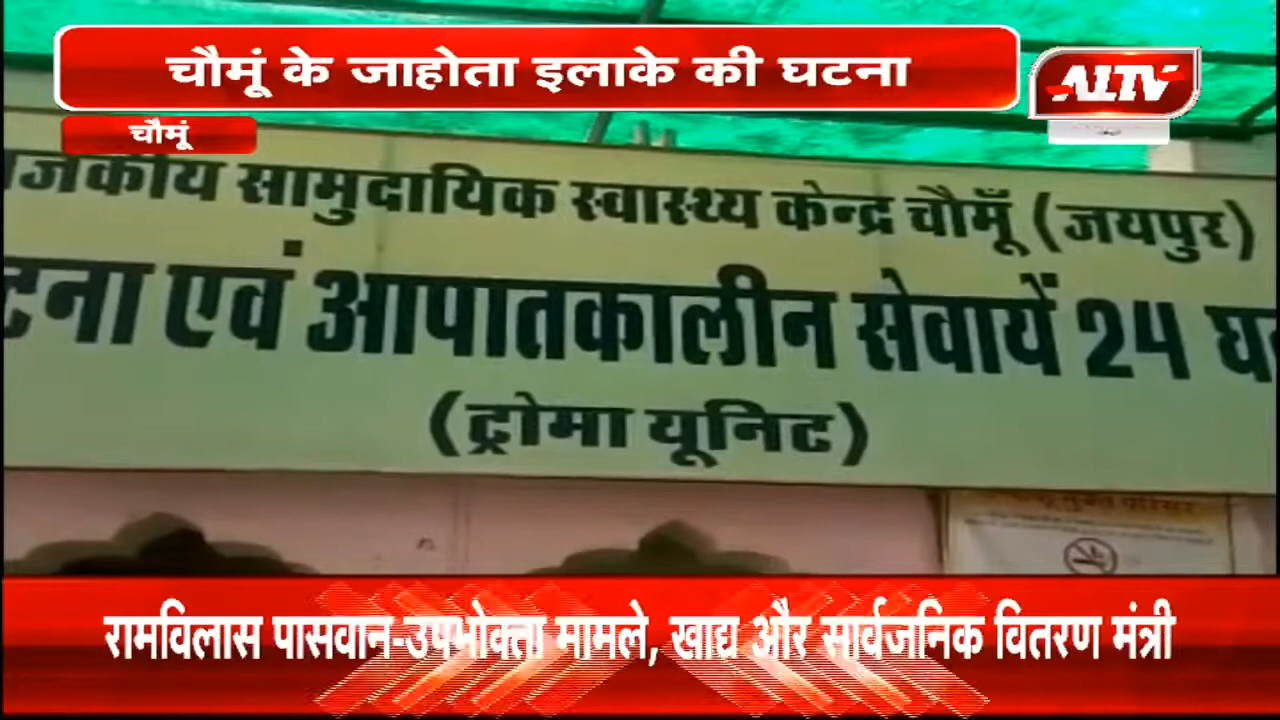 चौमूं के जाहोता इलाके की घटना
ALTV
चौमूं
ाजकीय सामुदायिक स्वास्थ्य केन्द्र चौमूँ (जयपुर)
टना एवं आपातकालीन सेवायें 24 घ
(ट्रोमा यूनिट)
रामविलास पासवान-उपभोक्ता मामले, खाद्य और सार्वजनिक वितरण मंत्री